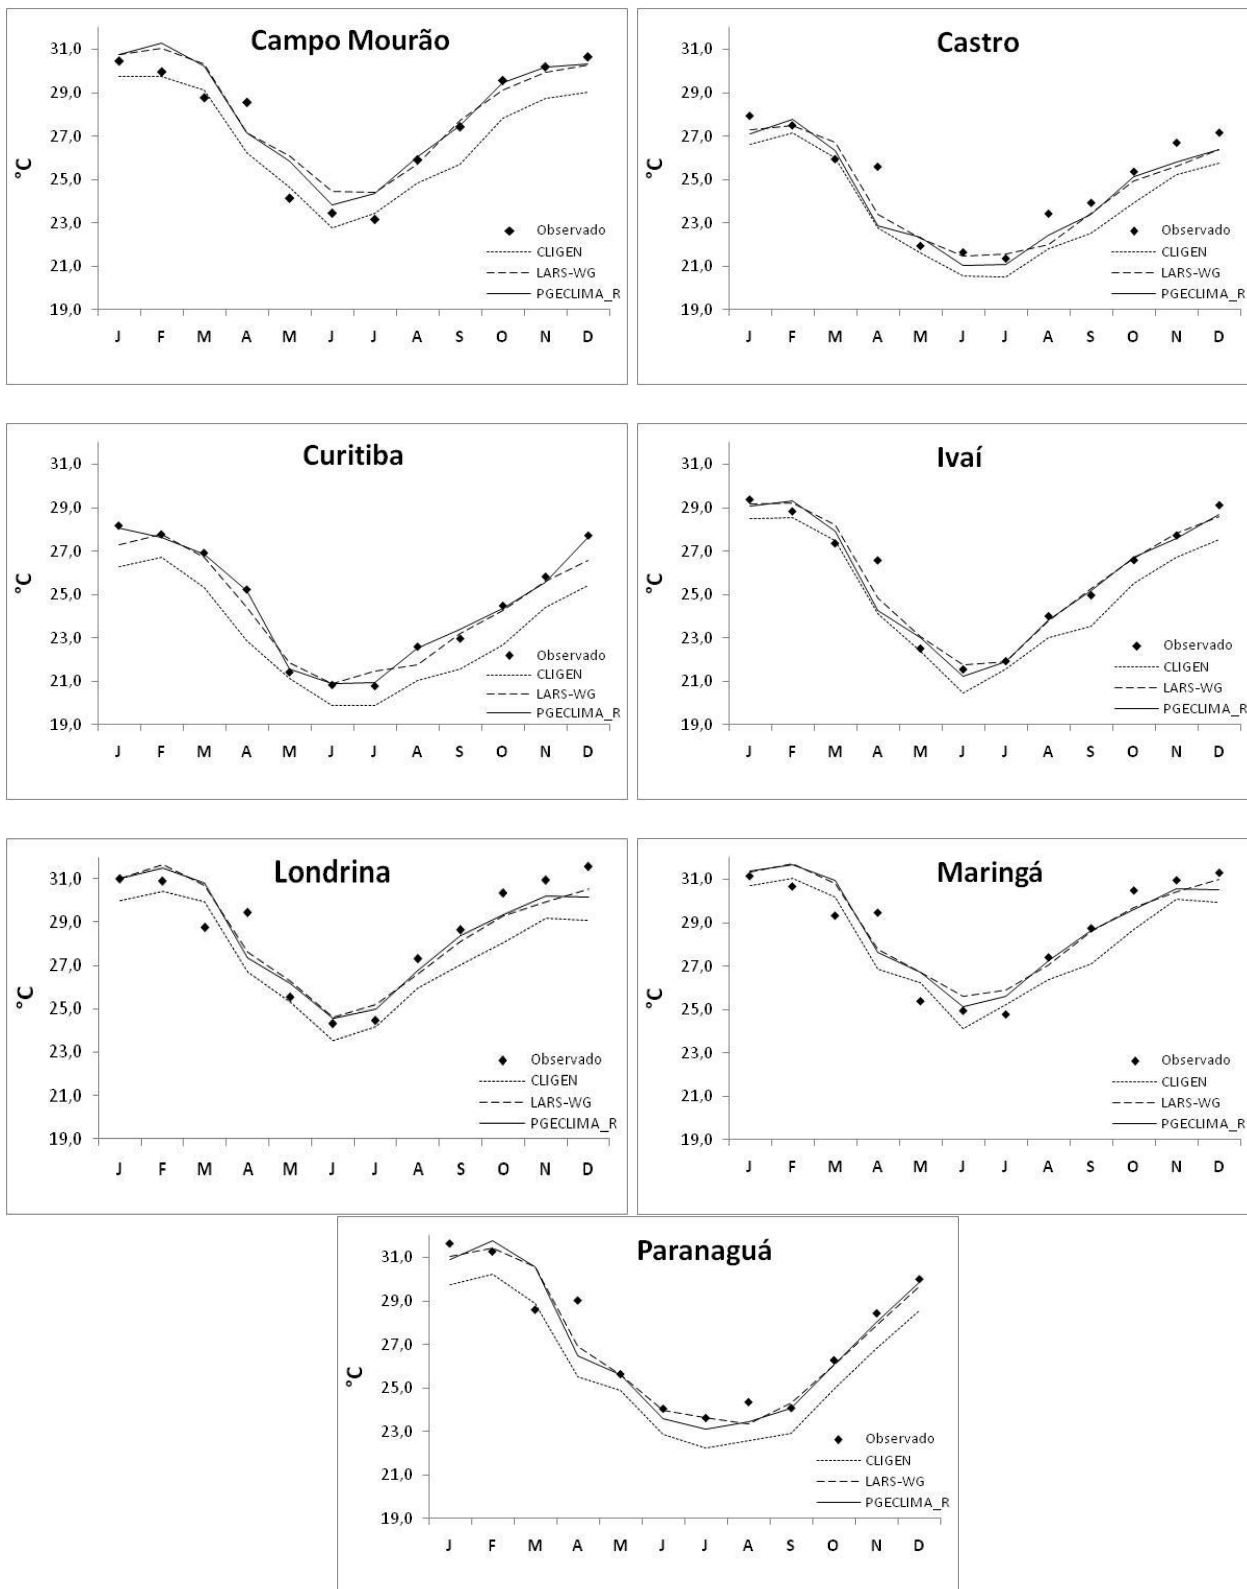 Campo Mourão
31,0
29,0
27,0
25,0
23,0
21,0
19,0
°C
Observado
CLIGEN
LARS-WG
PGECLIMA_R
J F M A M J J A S O N D
Castro
31,0
29,0
27,0
25,0
23,0
21,0
19,0
°C
Observado
CLIGEN
LARS-WG
PGECLIMA_R
J F M A M J J A S O N D
Curitiba
31,0
29,0
27,0
25,0
23,0
21,0
19,0
°C
Observado
CLIGEN
LARS-WG
PGECLIMA_R
J F M A M J J A S O N D
Ivaí
31,0
29,0
27,0
25,0
23,0
21,0
19,0
°C
Observado
CLIGEN
LARS-WG
PGECLIMA_R
J F M A M J J A S O N D
Londrina
31,0
29,0
27,0
25,0
23,0
21,0
19,0
°C
Observado
CLIGEN
LARS-WG
PGECLIMA_R
J F M A M J J A S O N D
Maringá
31,0
29,0
27,0
25,0
23,0
21,0
19,0
°C
Observado
CLIGEN
LARS-WG
PGECLIMA_R
J F M A M J J A S O N D
Paranaguá
31,0
29,0
27,0
25,0
23,0
21,0
19,0
°C
Observado
CLIGEN
LARS-WG
PGECLIMA_R
J F M A M J J A S O N D